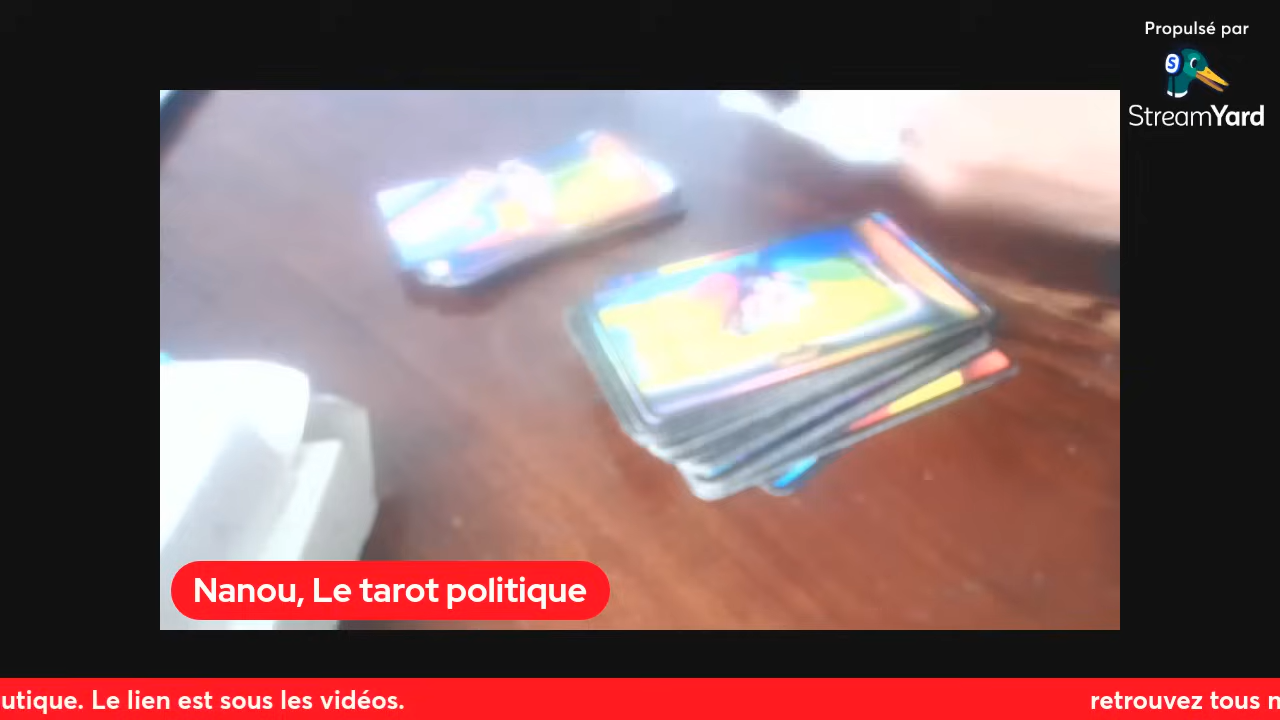 Propulsé par
StreamYard
Nanou, Le tarot politique
utique. Le lien est sous les vidéos.
retrouvez tous